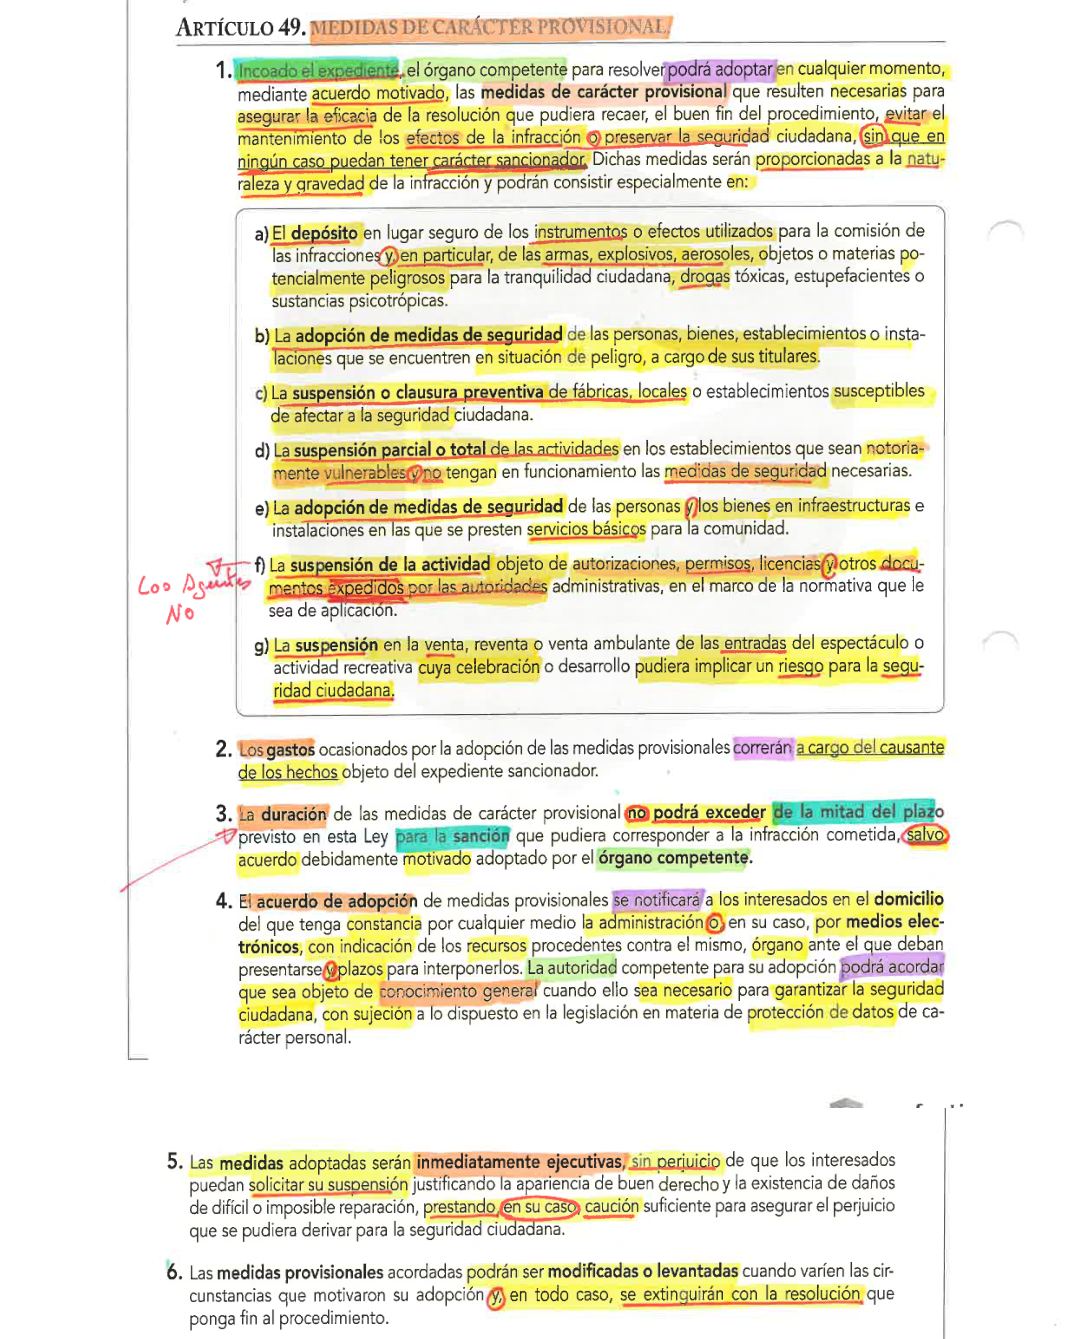 ARTÍCULO 49. MEDIDAS DE CARÁCTER PROVISIONAL.
1. Incoado el expediente, el órgano competente para resolver podrá adoptar en cualquier momento,
mediante acuerdo motivado, las medidas de carácter provisional que resulten necesarias para
asegurar la eficacia de la resolución que pudiera recaer, el buen fin del procedimiento, evitar el
mantenimiento de los efectos de la infracción o preservar la seguridad ciudadana, sin que en
ningún caso puedan tener carácter sancionador. Dichas medidas serán proporcionadas a la natu-
raleza y gravedad de la infracción y podrán consistir especialmente en:
a) El depósito en lugar seguro de los instrumentos o efectos utilizados para la comisión de
las infracciones y, en particular, de las armas, explosivos, aerosoles, objetos o materias po-
tencialmente peligrosos para la tranquilidad ciudadana, drogas tóxicas, estupefacientes o
sustancias psicotrópicas.
b) La adopción de medidas de seguridad de las personas, bienes, establecimientos o insta-
laciones que se encuentren en situación de peligro, a cargo de sus titulares.
c) La suspensión o clausura preventiva de fábricas, locales o establecimientos susceptibles
de afectar a la seguridad ciudadana.
d) La suspensión parcial o total de las actividades en los establecimientos que sean notoria-
mente vulnerables y no tengan en funcionamiento las medidas de seguridad necesarias.
e) La adopción de medidas de seguridad de las personas y los bienes en infraestructuras e
instalaciones en las que se presten servicios básicos para la comunidad.
f) La suspensión de la actividad objeto de autorizaciones, permisos, licencias y otros docu-
mentos expedidos por las autoridades administrativas, en el marco de la normativa que le
sea de aplicación.
Los Agentes
No
g) La suspensión en la venta, reventa o venta ambulante de las entradas del espectáculo o
actividad recreativa cuya celebración o desarrollo pudiera implicar un riesgo para la segu-
ridad ciudadana.
2. Los gastos ocasionados por la adopción de las medidas provisionales correrán a cargo del causante
de los hechos objeto del expediente sancionador.
3. La duración de las medidas de carácter provisional no podrá exceder de la mitad del plazo
previsto en esta Ley para la sanción que pudiera corresponder a la infracción cometida, salvo
acuerdo debidamente motivado adoptado por el órgano competente.
4. El acuerdo de adopción de medidas provisionales se notificará a los interesados en el domicilio
del que tenga constancia por cualquier medio la administración o, en su caso, por medios elec-
trónicos, con indicación de los recursos procedentes contra el mismo, órgano ante el que deban
presentarse y plazos para interponerlos. La autoridad competente para su adopción podrá acordar
que sea objeto de conocimiento general cuando ello sea necesario para garantizar la seguridad
ciudadana, con sujeción a lo dispuesto en la legislación en materia de protección de datos de ca-
rácter personal.
5. Las medidas adoptadas serán inmediatamente ejecutivas, sin perjuicio de que los interesados
puedan solicitar su suspensión justificando la apariencia de buen derecho y la existencia de daños
de difícil o imposible reparación, prestando, en su caso, caución suficiente para asegurar el perjuicio
que se pudiera derivar para la seguridad ciudadana.
6. Las medidas provisionales acordadas podrán ser modificadas o levantadas cuando varíen las cir-
cunstancias que motivaron su adopción y, en todo caso, se extinguirán con la resolución que
ponga fin al procedimiento.